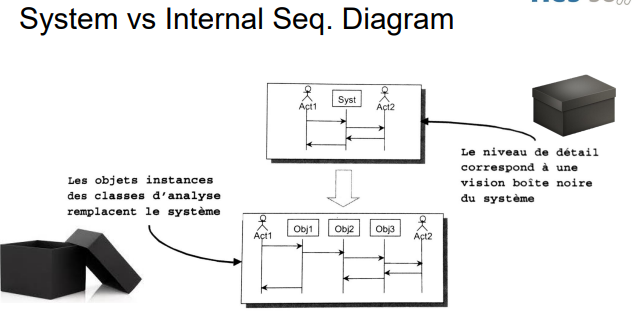 System vs Internal Seq. Diagram
Act1
Syst
Act2
Le niveau de détail
correspond à une
vision boîte noire
du système
Les objets instances
des classes d'analyse
remplacent le système
Act1
Obj1
Obj2
Obj3
Act2